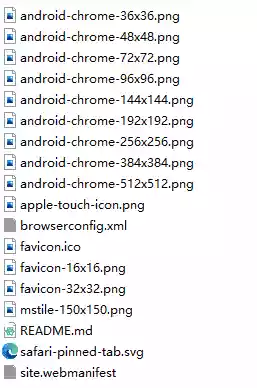 android-chrome-36x36.png
android-chrome-48x48.png
android-chrome-72x72.png
android-chrome-96x96.png
android-chrome-144x144.png
android-chrome-192x192.png
android-chrome-256x256.png
android-chrome-384x384.png
android-chrome-512x512.png
apple-touch-icon.png
browserconfig.xml
favicon.ico
favicon-16x16.png
favicon-32x32.png
mstile-150x150.png
README.md
safari-pinned-tab.svg
site.webmanifest